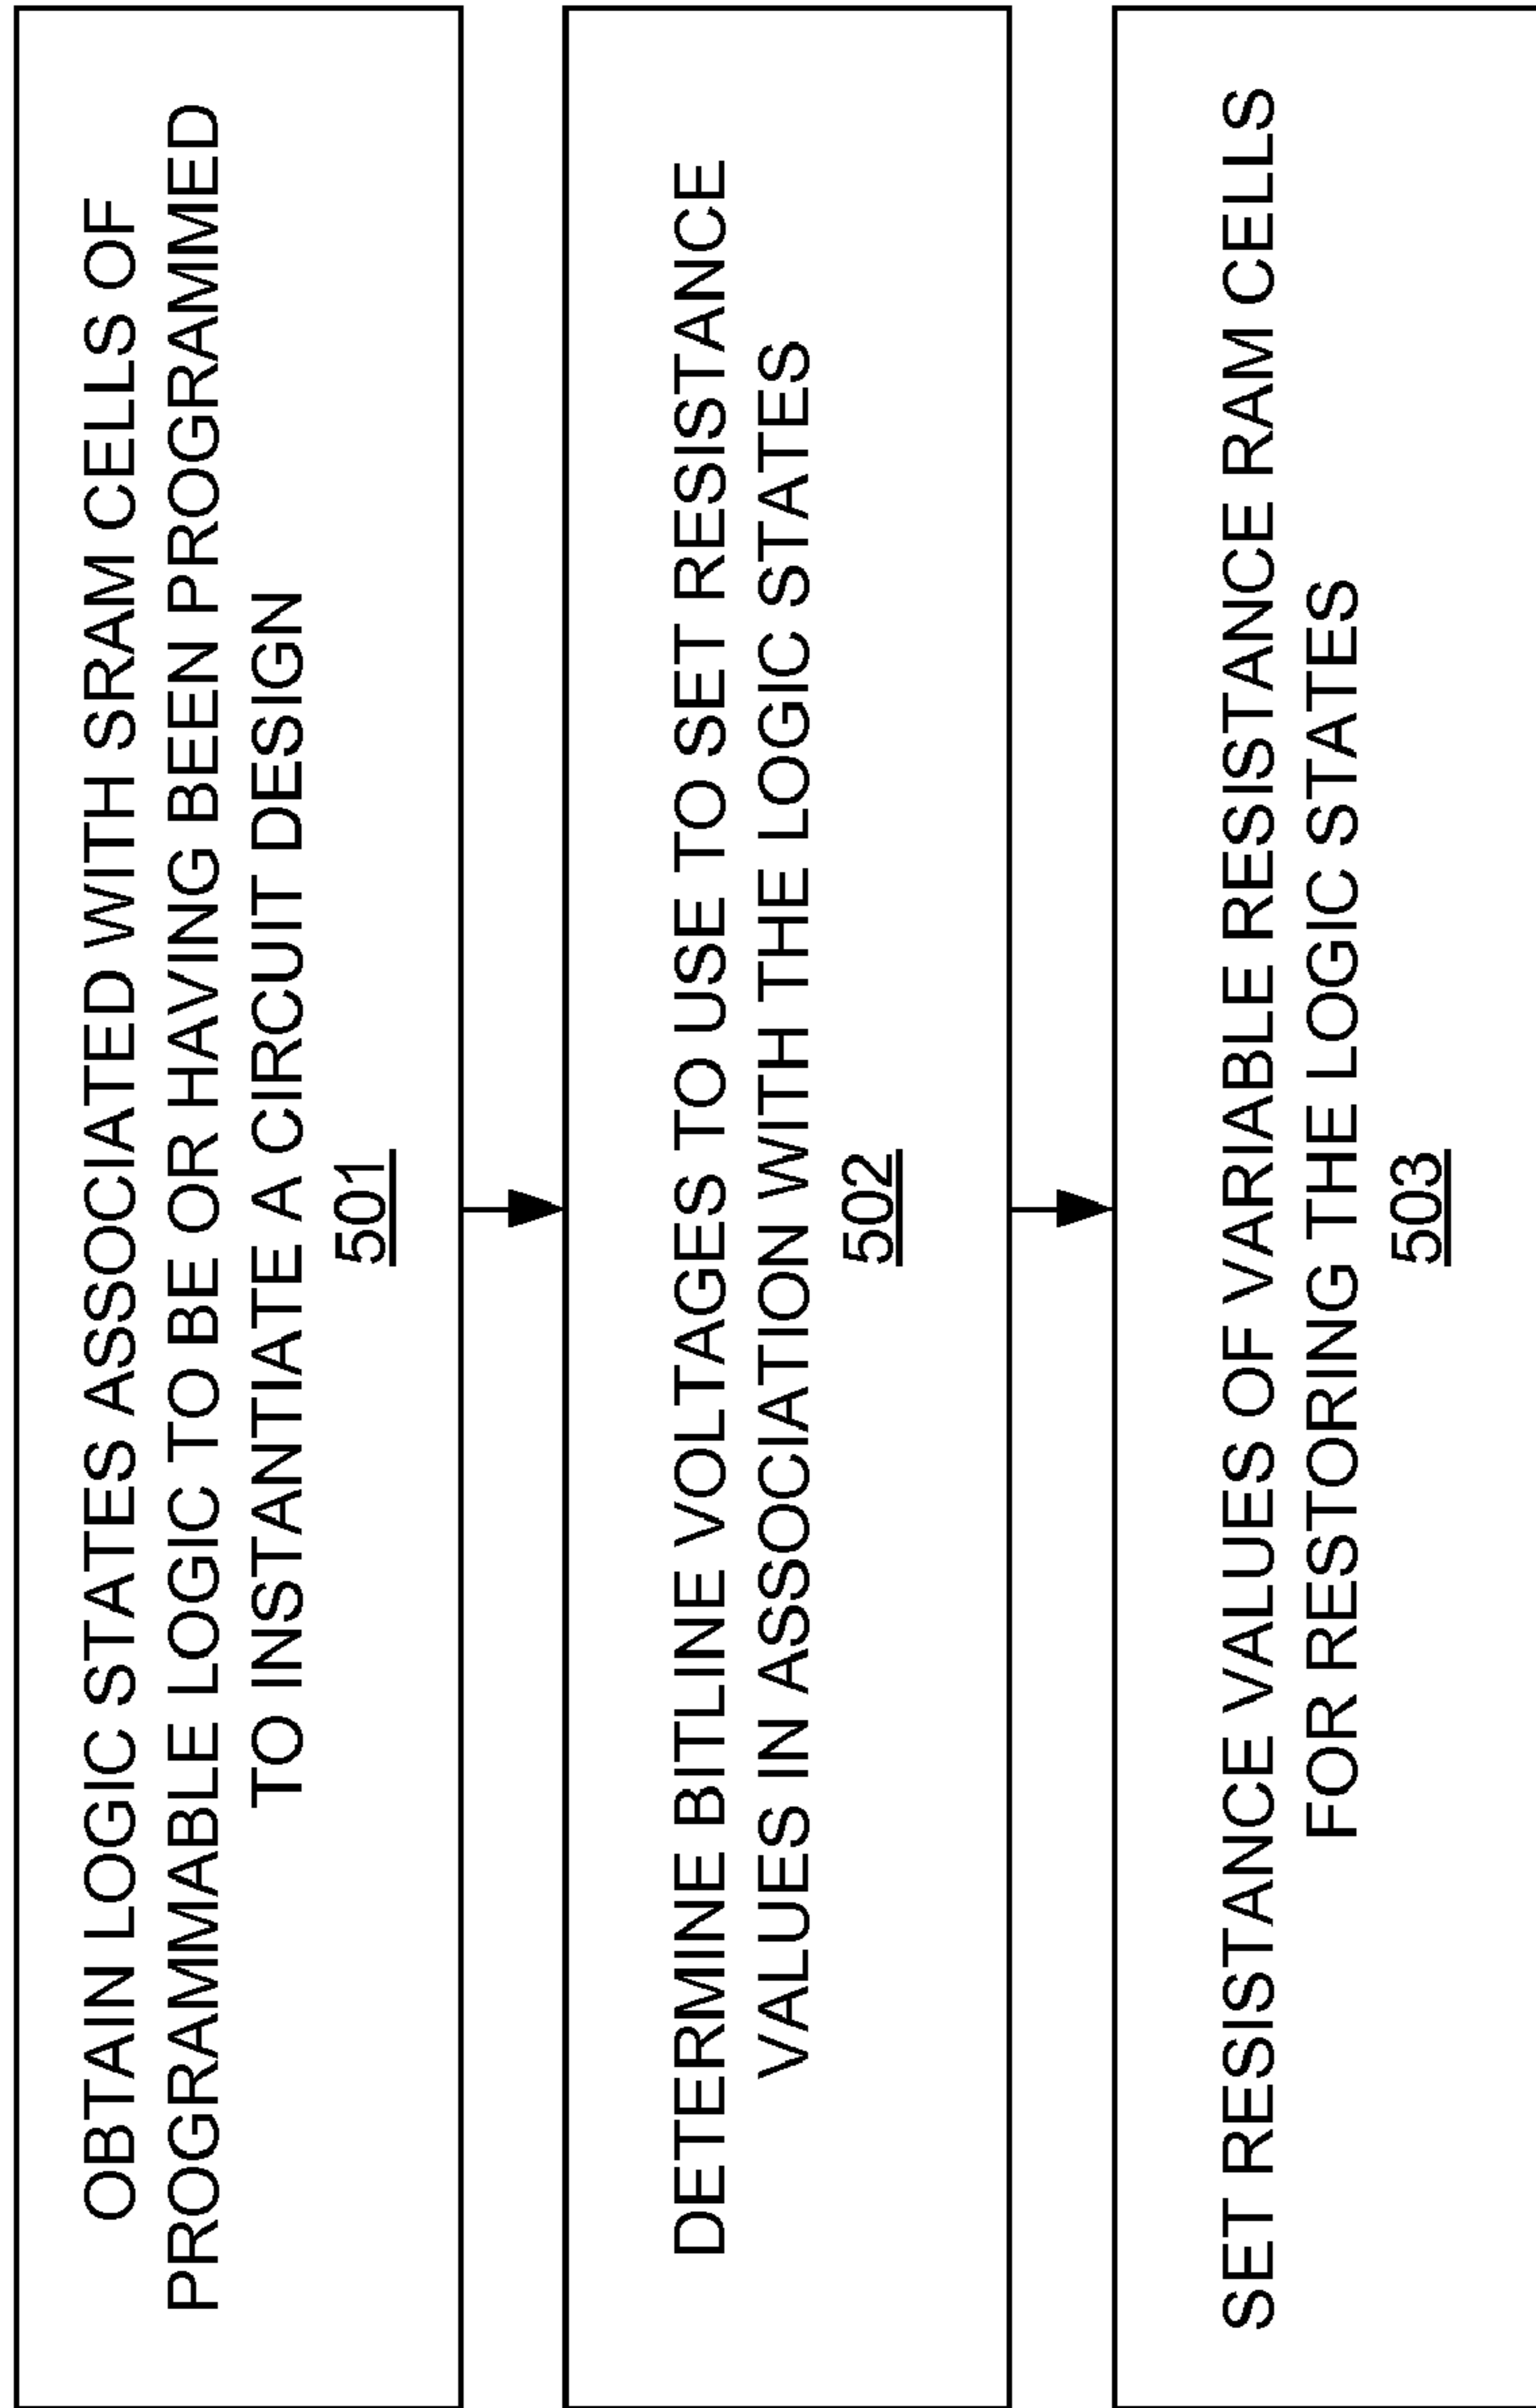 OBTAIN LOGIC STATES ASSOCIATED WITH SRAM CELLS OF
PROGRAMMABLE LOGIC TO BE OR HAVING BEEN PROGRAMMED
TO INSTANTIATE A CIRCUIT DESIGN
501
DETERMINE BITLINE VOLTAGES TO USE TO SET RESISTANCE
VALUES IN ASSOCIATION WITH THE LOGIC STATES
502
SET RESISTANCE VALUES OF VARIABLE RESISTANCE RAM CELLS
FOR RESTORING THE LOGIC STATES
503